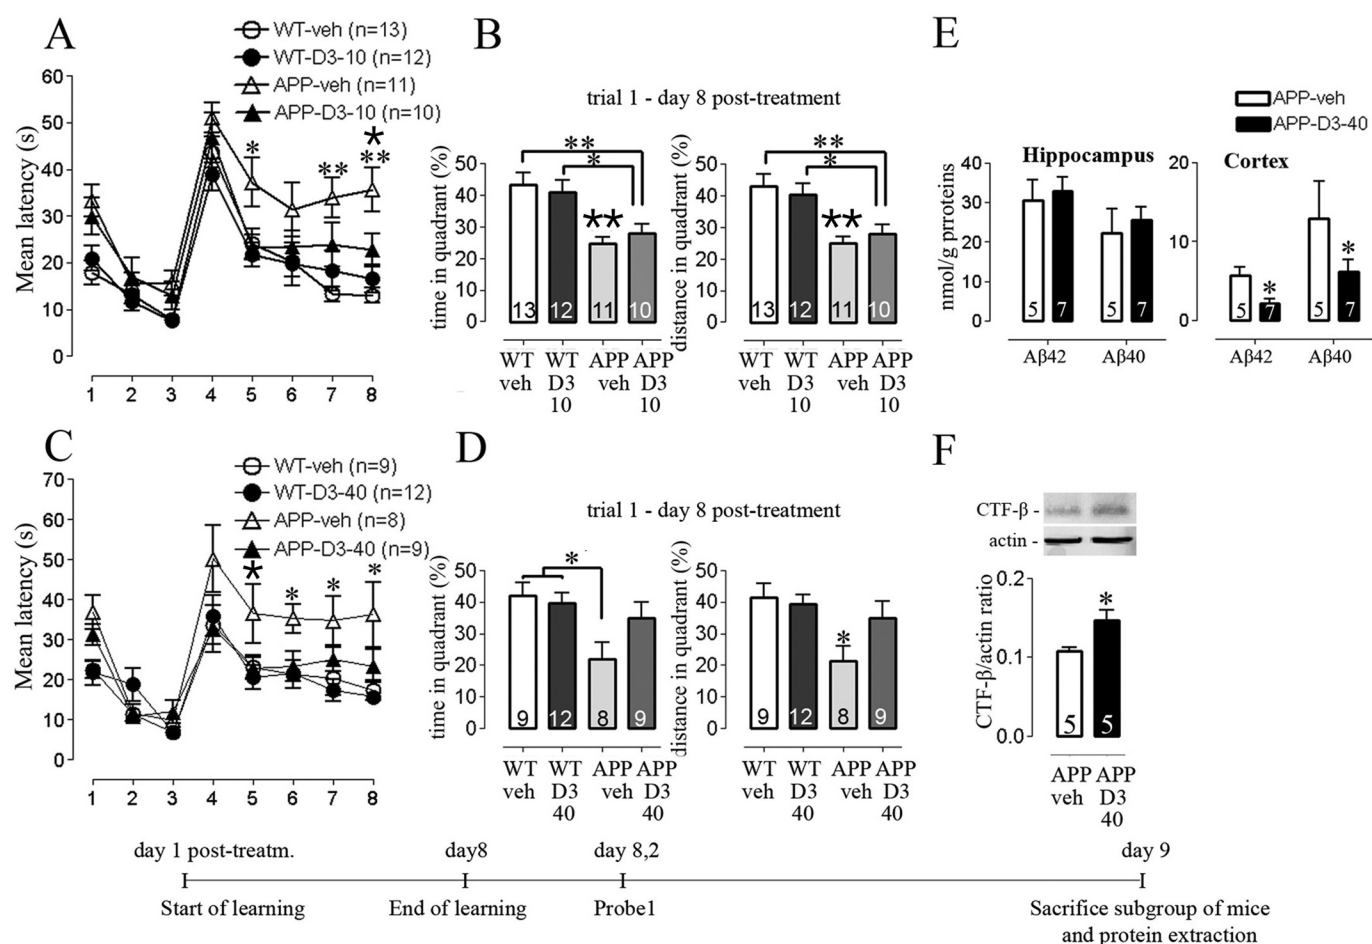 A
WT-veh (n=13)
WT-D3-10 (n=12)
APP-veh (n=11)
APP-D3-10 (n=10)
Mean latency (s)
60
50
40
30
20
10
0
*
**
*
**
1 2 3 4 5 6 7 8
B
trial 1 - day 8 post-treatment
time in quadrant (%)
50
40
30
20
10
0
**
*
**
13 12 11 10
WT WT APP APP
veh D3 veh D3
10 10
distance in quadrant (%)
50
40
30
20
10
0
**
*
**
13 12 11 10
WT WT APP APP
veh D3 veh D3
10 10
E
APP-veh
APP-D3-40
nmol/g proteins
Hippocampus
40
30
20
10
0
5 7 5 7
Aβ42 Aβ40
Cortex
20
10
0
*
*
5 7 5 7
Aβ42 Aβ40
C
WT-veh (n=9)
WT-D3-40 (n=12)
APP-veh (n=8)
APP-D3-40 (n=9)
Mean latency (s)
70
60
50
40
30
20
10
0
* * * *
1 2 3 4 5 6 7 8
D
trial 1 - day 8 post-treatment
time in quadrant (%)
50
40
30
20
10
0
*
9 12 8 9
WT WT APP APP
veh D3 veh D3
40 40
distance in quadrant (%)
50
40
30
20
10
0
*
9 12 8 9
WT WT APP APP
veh D3 veh D3
40 40
F
CTF-β -
actin -
CTF-β/actin ratio
0.2
0.1
0.0
*
5 5
APP APP
veh D3
40
day 1 post-treatm. day8 day 8,2 day 9
Start of learning End of learning Probe1 Sacrifice subgroup of mice
and protein extraction